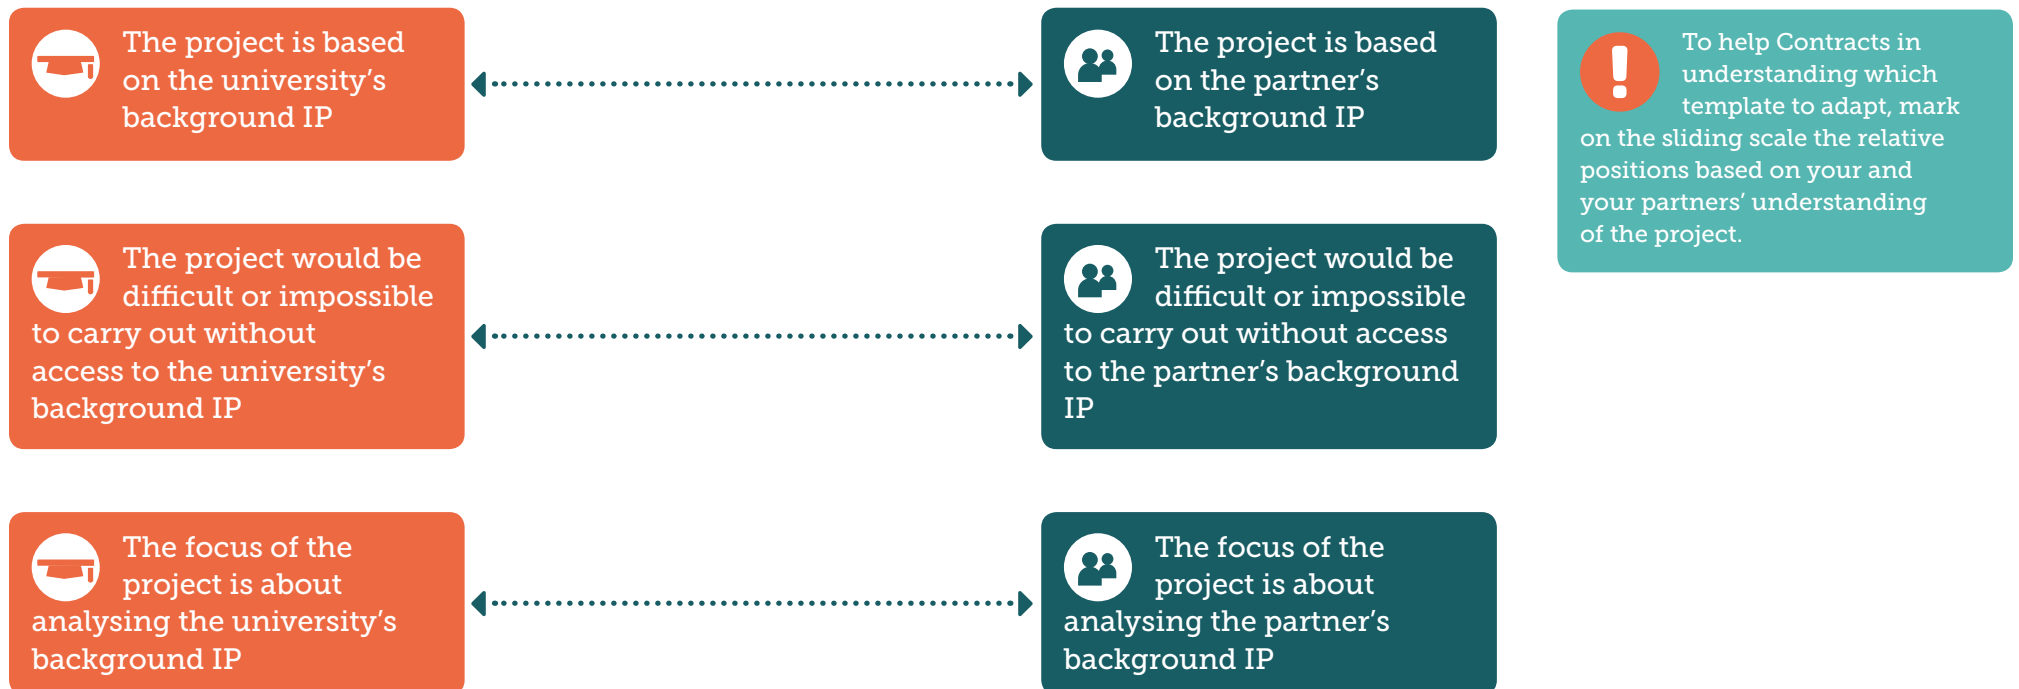 The project is based
on the university’s
background IP
The project is based
on the partner’s
background IP
To help Contracts in
understanding which
template to adapt, mark
on the sliding scale the relative
positions based on your and
your partners’ understanding
of the project.
The project would be
difficult or impossible
to carry out without
access to the university’s
background IP
The project would be
difficult or impossible
to carry out without access
to the partner’s background
IP
The focus of the
project is about
analysing the university’s
background IP
The focus of the
project is about
analysing the partner’s
background IP